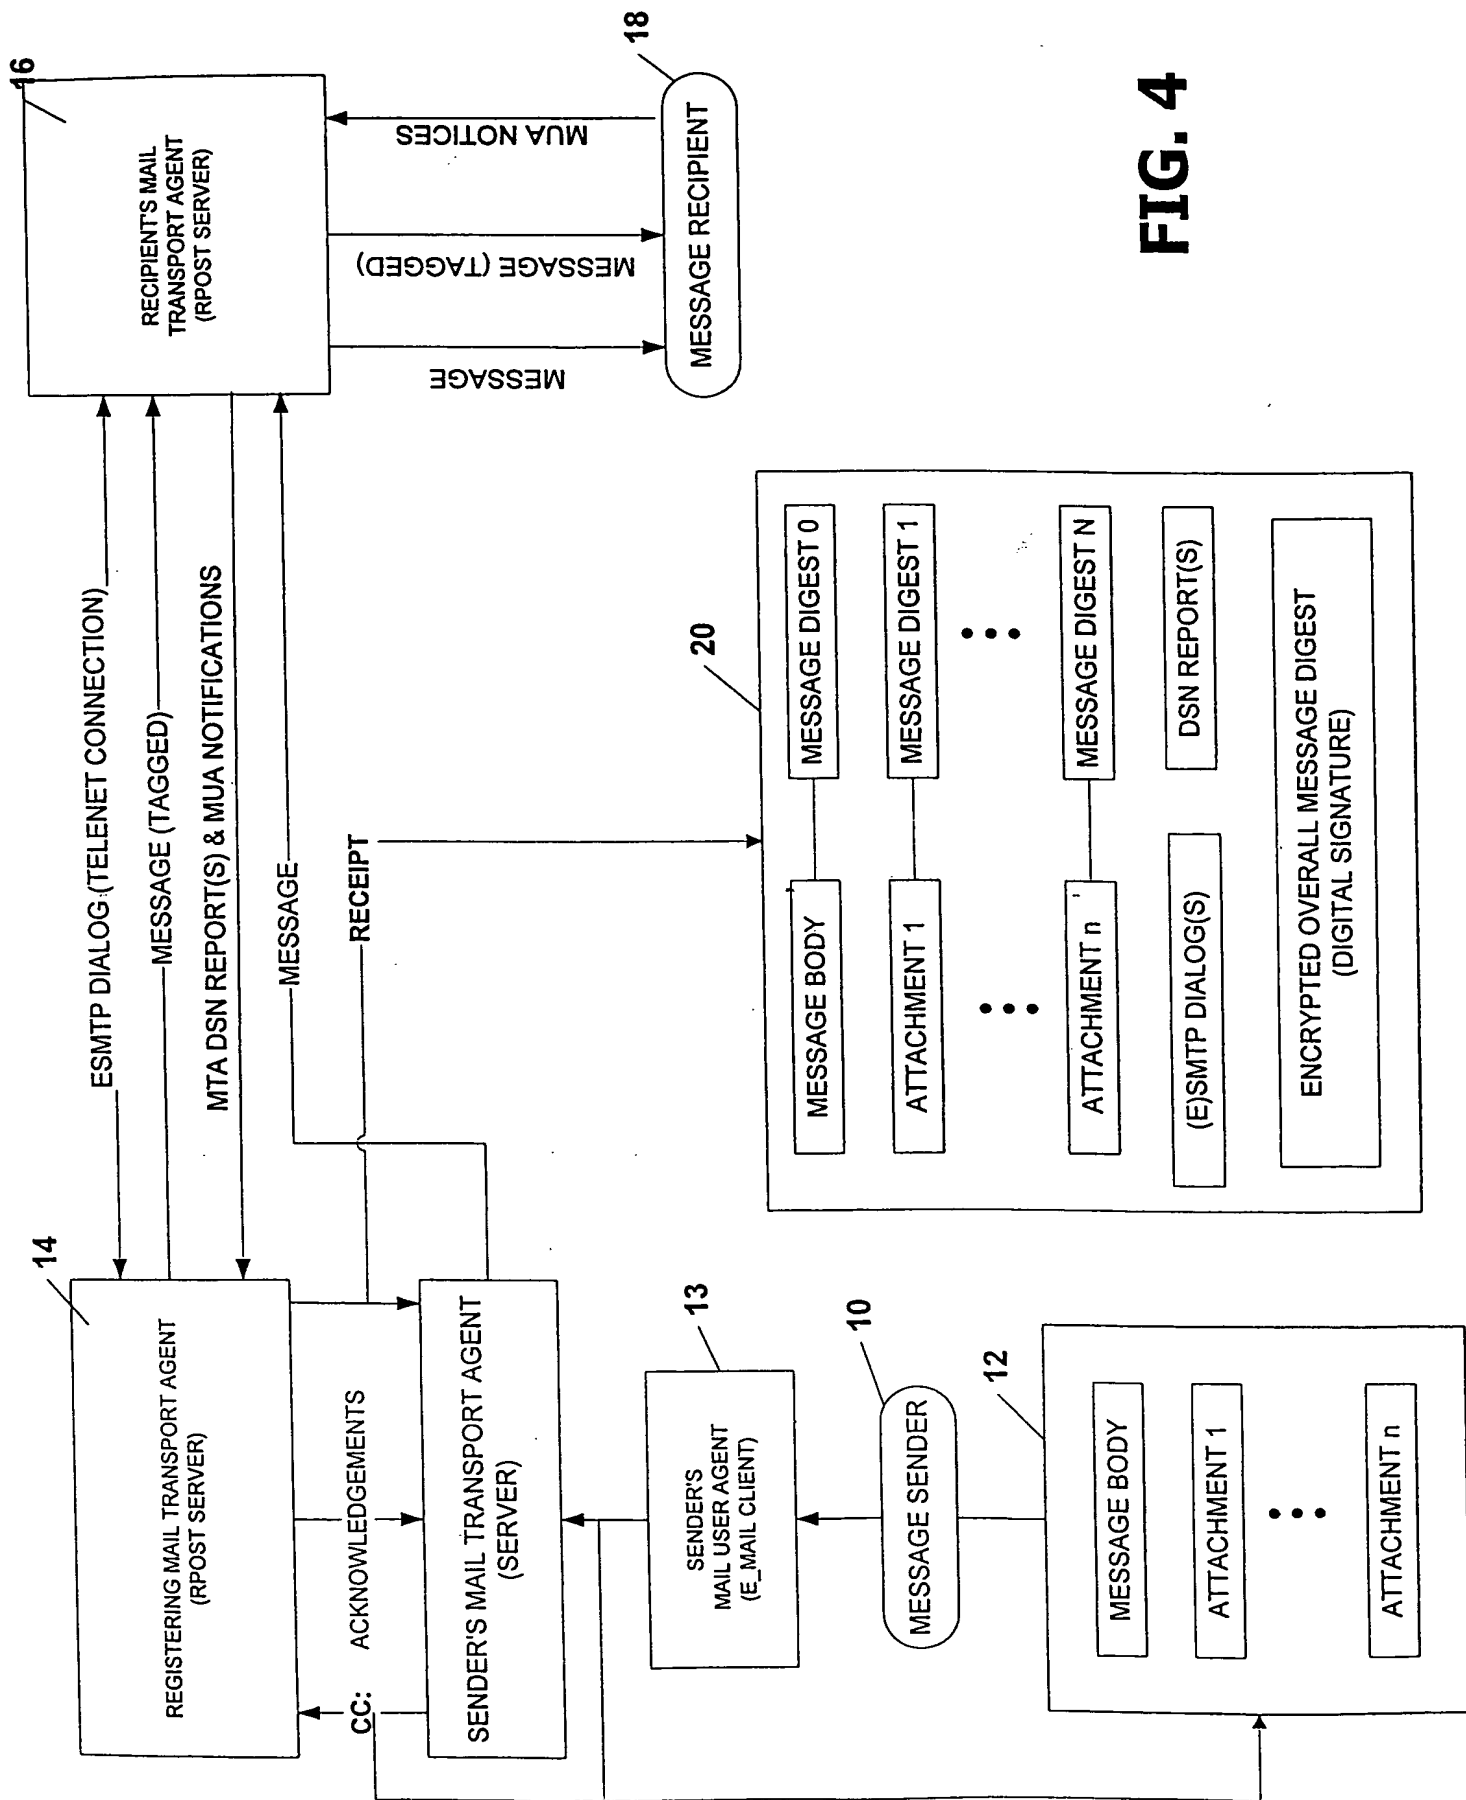 14
REGISTERING MAIL TRANSPORT AGENT
(RPOST SERVER)
CC:
ACKNOWLEDGEMENTS
SENDER'S MAIL TRANSPORT AGENT
(SERVER)
13
SENDER'S
MAIL USER AGENT
(E_MAIL CLIENT)
10
MESSAGE SENDER
12
MESSAGE BODY
ATTACHMENT 1
ATTACHMENT n
ESMTP DIALOG (TELENET CONNECTION)
MESSAGE (TAGGED)
MTA DSN REPORT(S) & MUA NOTIFICATIONS
MESSAGE
RECEIPT
16
RECIPIENT'S MAIL
TRANSPORT AGENT
(RPOST SERVER)
MESSAGE
MESSAGE (TAGGED)
MUA NOTICES
18
MESSAGE RECIPIENT
20
MESSAGE BODY
MESSAGE DIGEST 0
ATTACHMENT 1
MESSAGE DIGEST 1
ATTACHMENT n
MESSAGE DIGEST N
(E)SMTP DIALOG(S)
DSN REPORT(S)
ENCRYPTED OVERALL MESSAGE DIGEST
(DIGITAL SIGNATURE)
FIG. 4